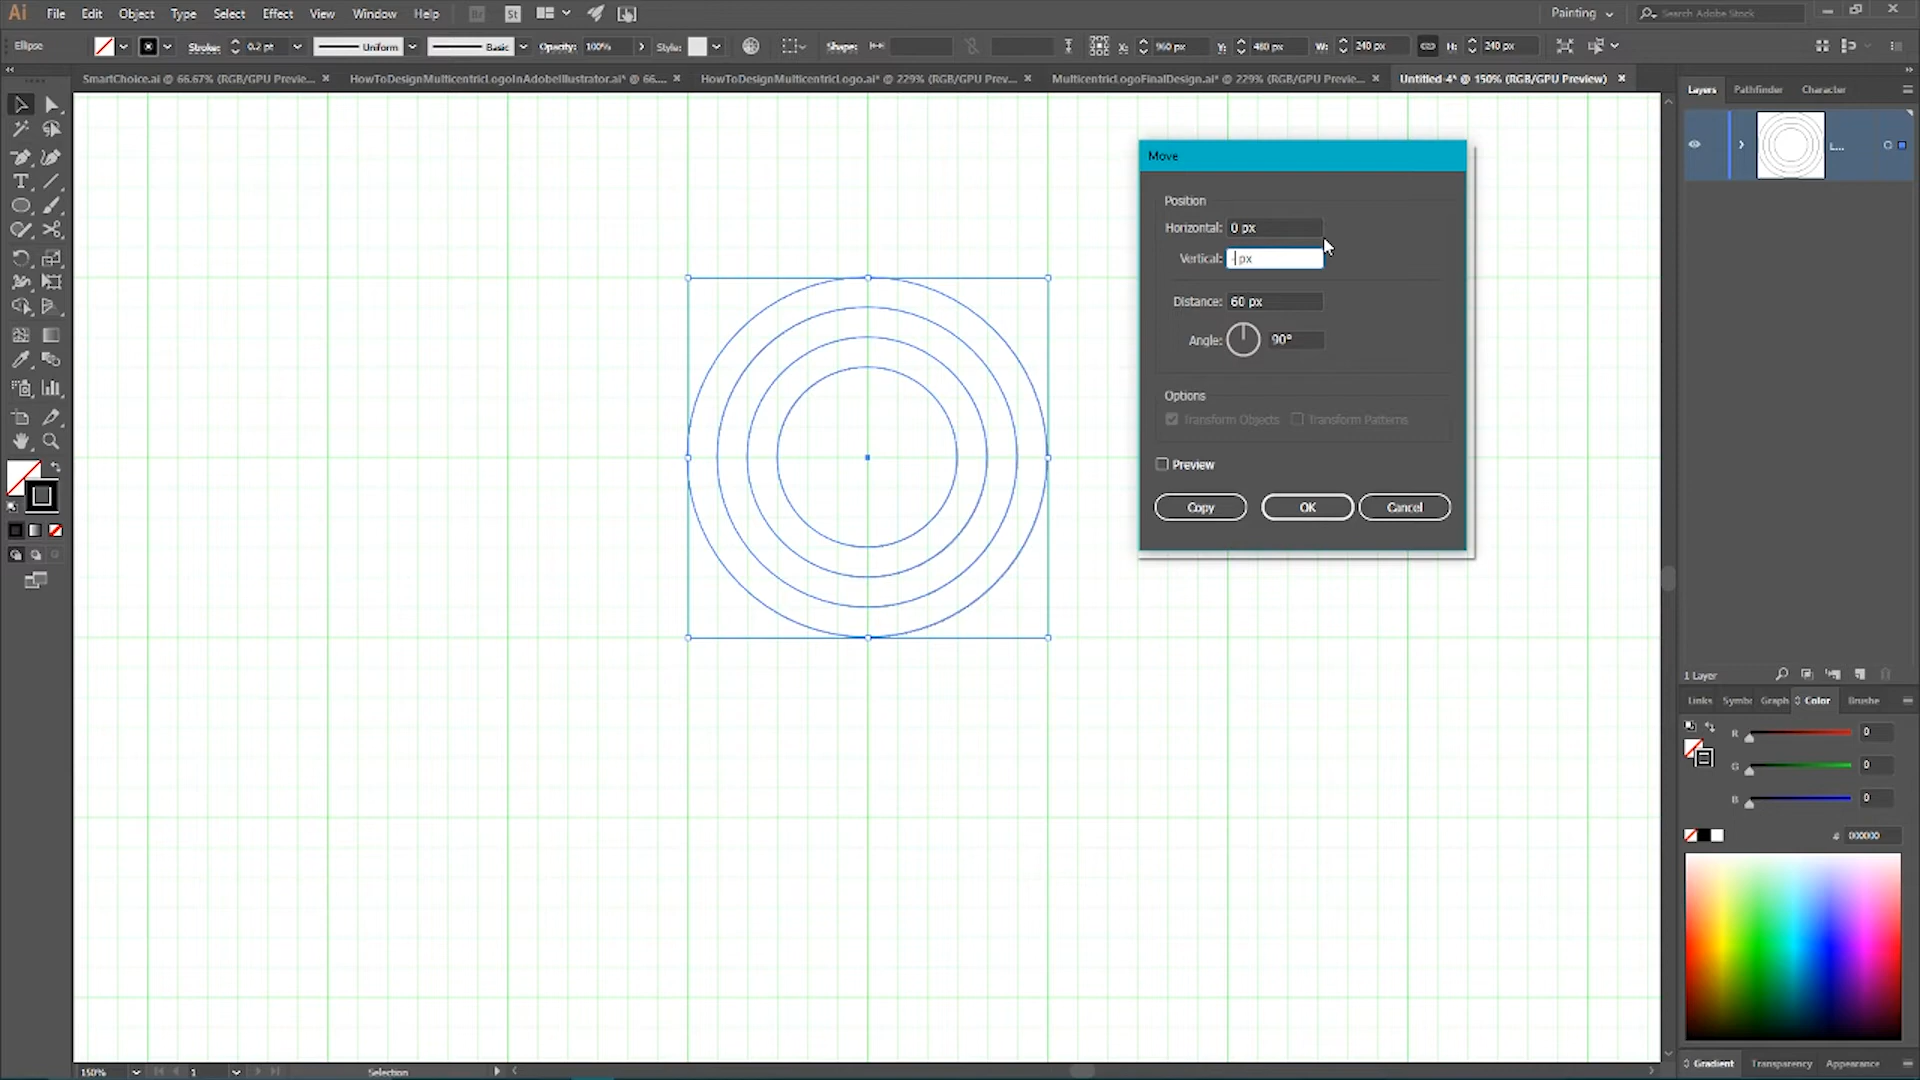 Ai File Edit Object Type Select Effect View Window Help Br St Painting Search Adobe Stock
Ellipse Stroke: 0.2 pt Uniform Basic Opacity: 100% Style: Shape: X: 960 px Y: 480 px W: 240 px H: 240 px
SmartChoice.ai @ 66.67% (RGB/GPU Previe... × HowToDesignMulticentricLogoInAdobeIllustrator.ai* @ 66.... × HowToDesignMulticentricLogo.ai* @ 229% (RGB/GPU Prev... × MulticentricLogoFinalDesign.ai* @ 229% (RGB/GPU Previe... × Untitled-4* @ 150% (RGB/GPU Preview) ×
Layers Pathfinder Character
L...
Move
Position
Horizontal: 0 px
Vertical: px
Distance: 60 px
Angle: 90°
Options
Transform Objects Transform Patterns
Preview
Copy OK Cancel
1 Layer
Links Symbc Graph Color Brushe
R 0
G 0
B 0
# 000000
Gradient Transparency Appearance
150% 1 Selection